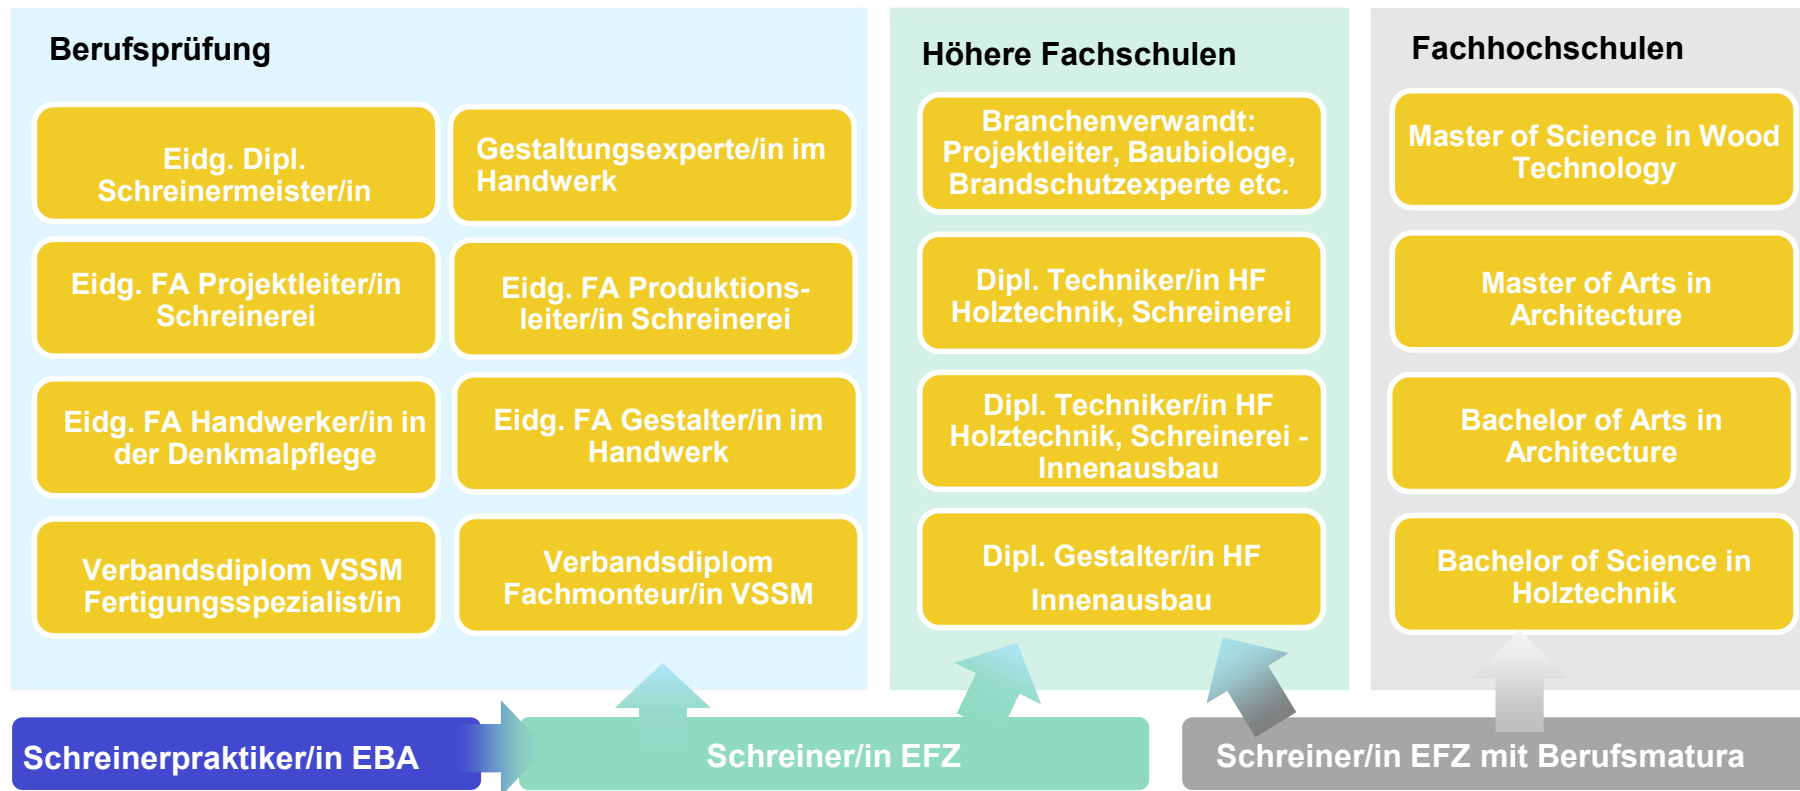 Berufsprüfung
Eidg. Dipl.
Schreinermeister/in
Gestaltungsexperte/in im
Handwerk
Eidg. FA Projektleiter/in
Schreinerei
Eidg. FA Produktions-
leiter/in Schreinerei
Eidg. FA Handwerker/in in
der Denkmalpflege
Eidg. FA Gestalter/in im
Handwerk
Verbandsdiplom VSSM
Fertigungsspezialist/in
Verbandsdiplom
Fachmonteur/in VSSM
Höhere Fachschulen
Branchenverwandt:
Projektleiter, Baubiologe,
Brandschutzexperte etc.
Dipl. Techniker/in HF
Holztechnik, Schreinerei
Dipl. Techniker/in HF
Holztechnik, Schreinerei -
Innenausbau
Dipl. Gestalter/in HF
Innenausbau
Fachhochschulen
Master of Science in Wood
Technology
Master of Arts in
Architecture
Bachelor of Arts in
Architecture
Bachelor of Science in
Holztechnik
Schreinerpraktiker/in EBA
Schreiner/in EFZ
Schreiner/in EFZ mit Berufsmatura